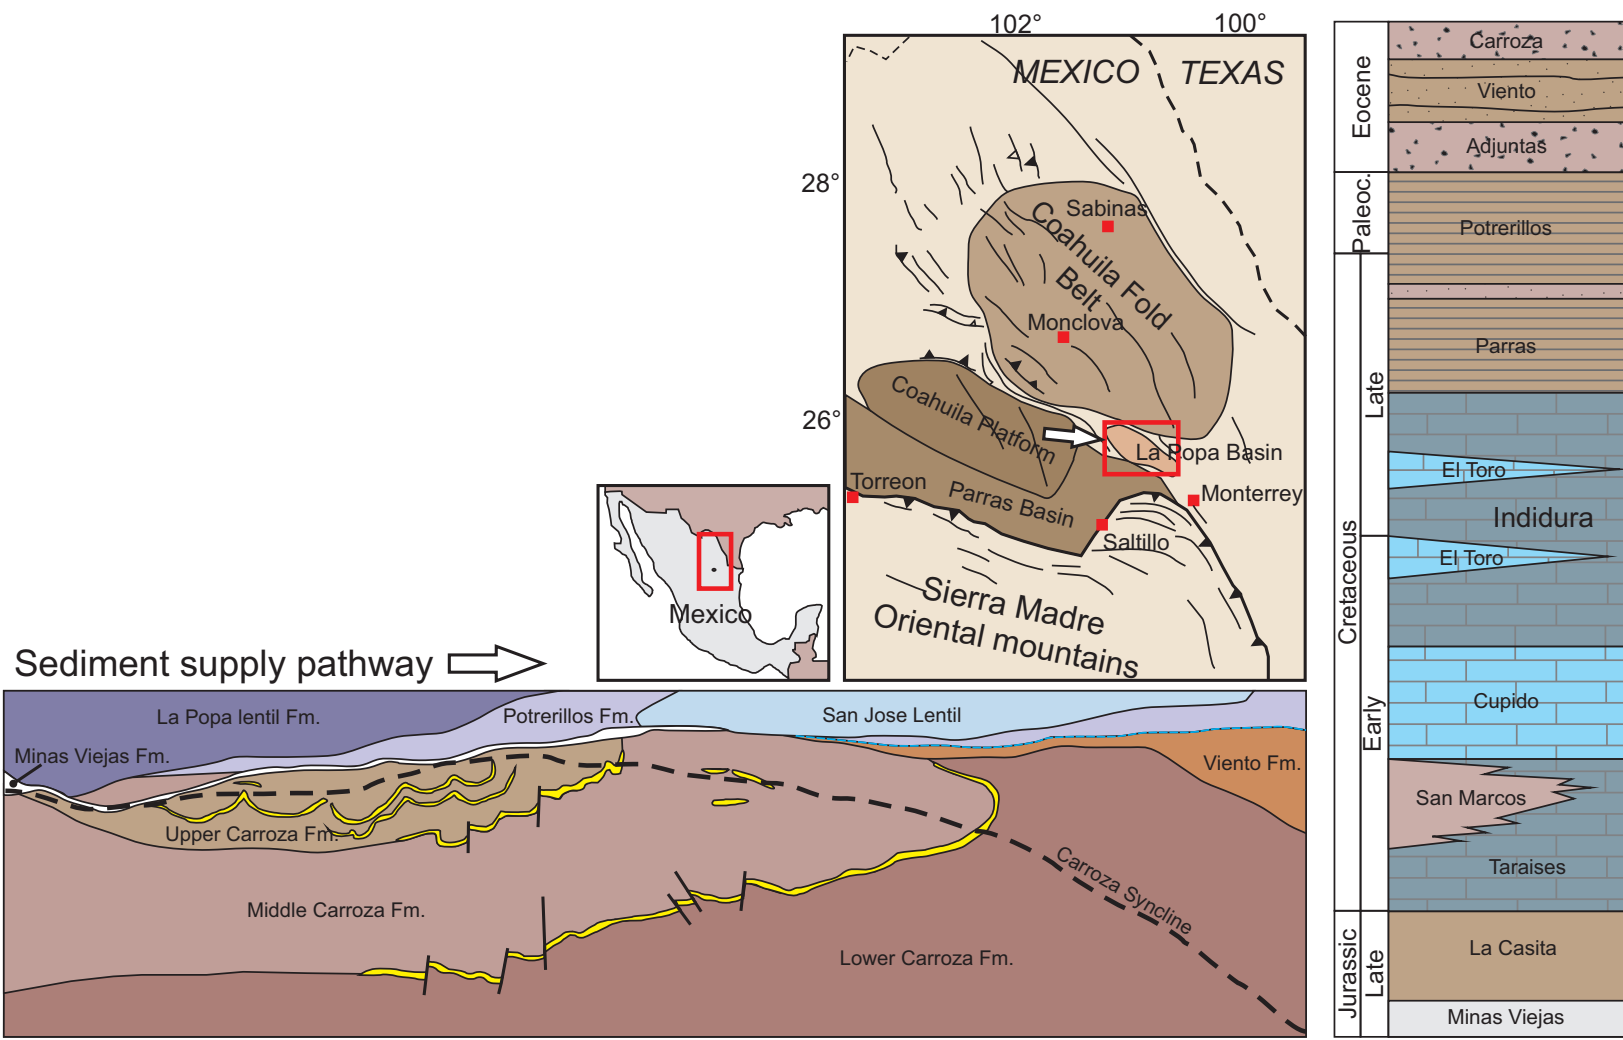 102°
100°
MEXICO
TEXAS
28°
26°
Sabinas
Coahuila Fold
Belt
Monclova
Coahuila Platform
La Popa Basin
Torreon
Parras Basin
Monterrey
Saltillo
Sierra Madre
Oriental mountains
Mexico
Sediment supply pathway
La Popa lentil Fm.
Potrerillos Fm.
San Jose Lentil
Minas Viejas Fm.
Viento Fm.
Upper Carroza Fm.
Middle Carroza Fm.
Carroza Syncline
Lower Carroza Fm.
Eocene
Paleoc.
Cretaceous
Late
Early
Jurassic
Late
Carroza
Viento
Adjuntas
Potrerillos
Parras
El Toro
Indidura
El Toro
Cupido
San Marcos
Taraises
La Casita
Minas Viejas